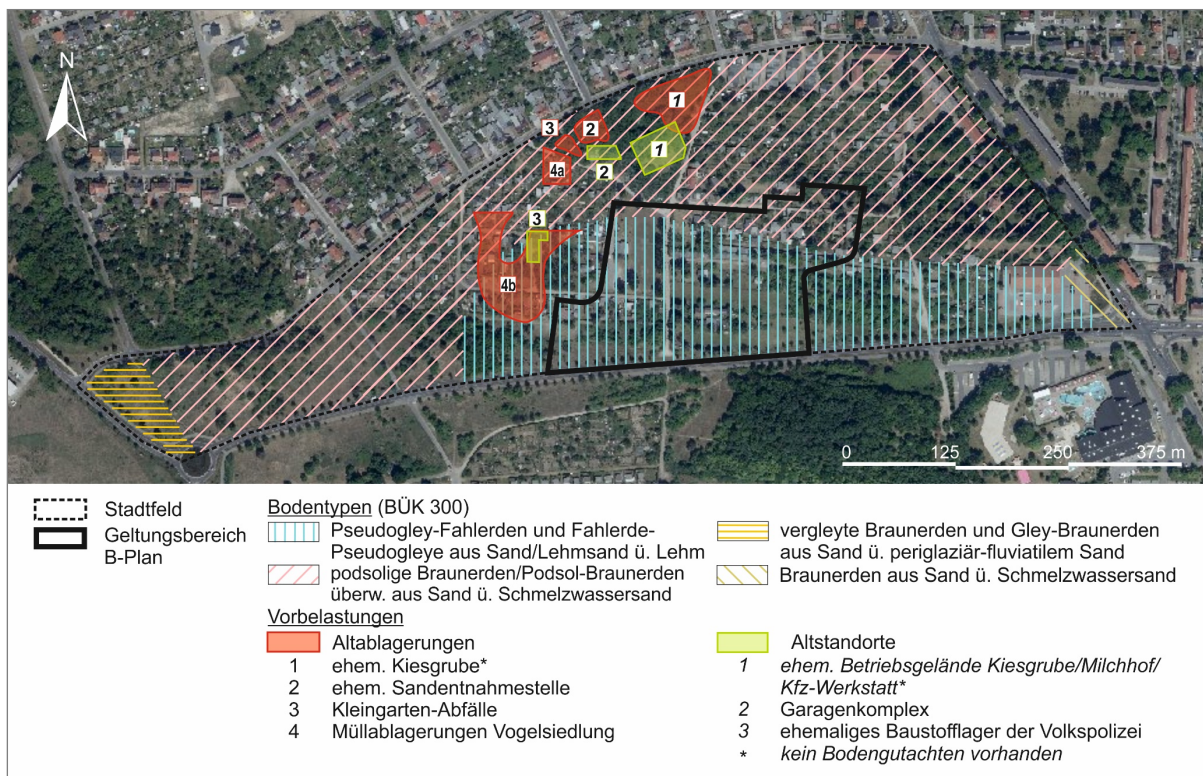 N
1
3
2
1
4a
2
3
4b
0 125 250 375 m
Stadtfeld
Geltungsbereich
B-Plan
Bodentypen (BÜK 300)
Pseudogley-Fahlerden und Fahlerde-
Pseudogleye aus Sand/Lehmsand ü. Lehm
podsolige Braunerden/Podsol-Braunerden
überw. aus Sand ü. Schmelzwassersand
vergleyte Braunerden und Gley-Braunerden
aus Sand ü. periglaziär-fluviatilem Sand
Braunerden aus Sand ü. Schmelzwassersand
Vorbelastungen
Altablagerungen
1 ehem. Kiesgrube*
2 ehem. Sandentnahmestelle
3 Kleingarten-Abfälle
4 Müllablagerungen Vogelsiedlung
Altstandorte
1 ehem. Betriebsgelände Kiesgrube/Milchhof/
Kfz-Werkstatt*
2 Garagenkomplex
3 ehemaliges Baustofflager der Volkspolizei
* kein Bodengutachten vorhanden